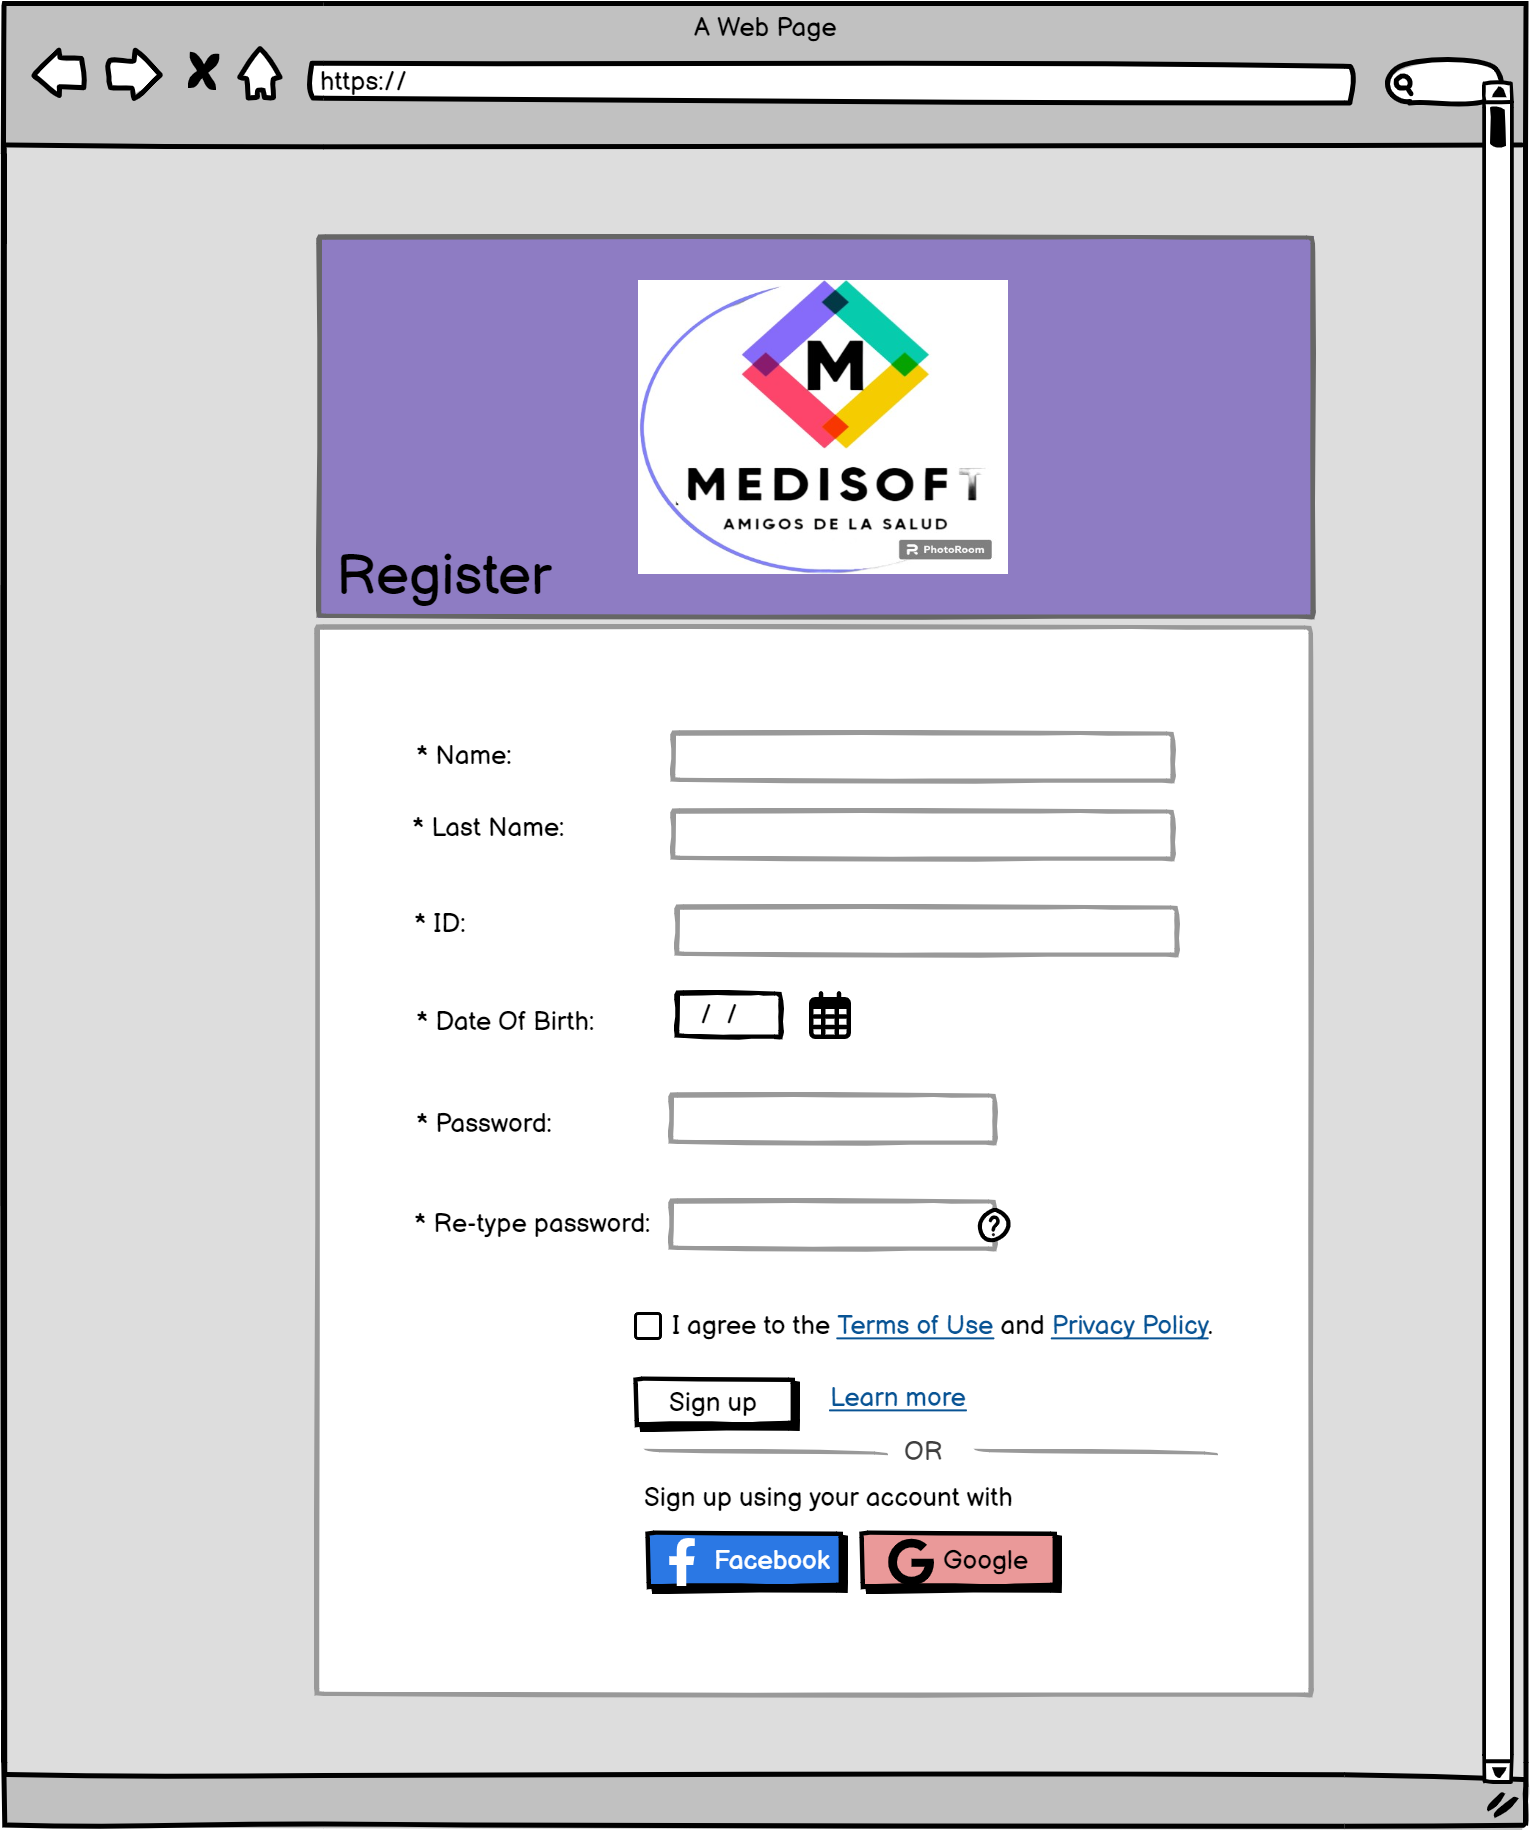 A Web Page
https://
M
MEDISOFT
AMIGOS DE LA SALUD
PhotoRoom
Register
* Name:
* Last Name:
* ID:
* Date Of Birth:
/ /
* Password:
* Re-type password:
?
I agree to the Terms of Use and Privacy Policy.
Sign up
Learn more
OR
Sign up using your account with
f Facebook
G Google